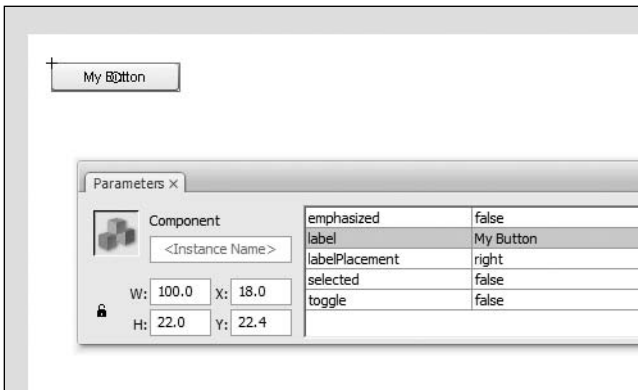 My Button
Parameters ×
Component
<Instance Name>
W: 100.0 X: 18.0
H: 22.0 Y: 22.4
emphasized false
label My Button
labelPlacement right
selected false
toggle false